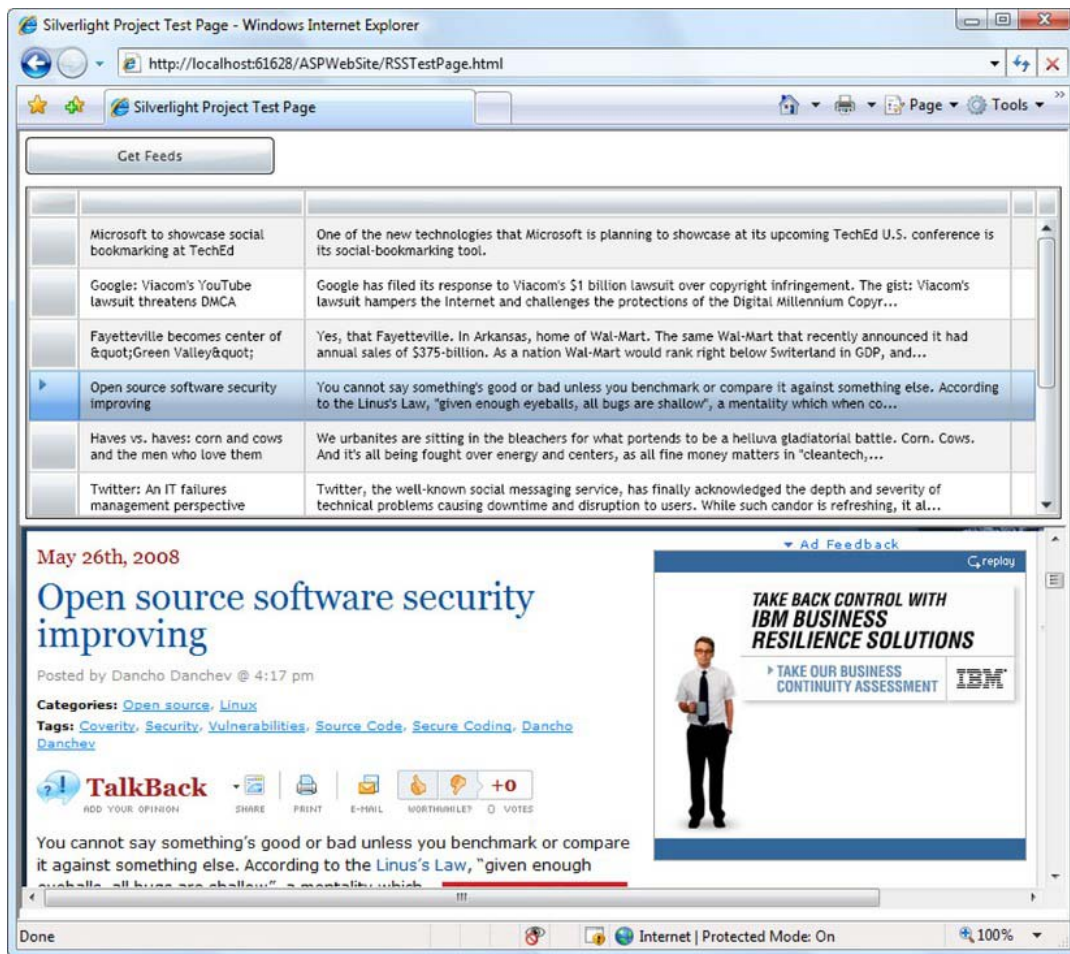 Silverlight Project Test Page - Windows Internet Explorer
http://localhost:61628/ASPWebSite/RSSTestPage.html
Silverlight Project Test Page
Page
Tools
Get Feeds
Microsoft to showcase social
bookmarking at TechEd
One of the new technologies that Microsoft is planning to showcase at its upcoming TechEd U.S. conference is
its social-bookmarking tool.
Google: Viacom's YouTube
lawsuit threatens DMCA
Google has filed its response to Viacom's $1 billion lawsuit over copyright infringement. The gist: Viacom's
lawsuit hampers the Internet and challenges the protections of the Digital Millennium Copyr...
Fayetteville becomes center of
&quot;Green Valley&quot;
Yes, that Fayetteville. In Arkansas, home of Wal-Mart. The same Wal-Mart that recently announced it had
annual sales of $375-billion. As a nation Wal-Mart would rank right below Switerland in GDP, and...
Open source software security
improving
You cannot say something's good or bad unless you benchmark or compare it against something else. According
to the Linus's Law, "given enough eyeballs, all bugs are shallow", a mentality which when co...
Haves vs. haves: corn and cows
and the men who love them
We urbanites are sitting in the bleachers for what portends to be a helluva gladiatorial battle. Corn. Cows.
And it's all being fought over energy and centers, as all fine money matters in "cleantech,...
Twitter: An IT failures
management perspective
Twitter, the well-known social messaging service, has finally acknowledged the depth and severity of
technical problems causing downtime and disruption to users. While such candor is refreshing, it al...
May 26th, 2008
Open source software security
improving
Posted by Dancho Danchev @ 4:17 pm
Categories: Open source, Linux
Tags: Coverity, Security, Vulnerabilities, Source Code, Secure Coding, Dancho
Danchev
TalkBack
ADD YOUR OPINION
SHARE
PRINT
E-MAIL
WORTHWHILE?
+0
0 VOTES
You cannot say something's good or bad unless you benchmark or compare
it against something else. According to the Linus's Law, "given enough
eyeballs, all bugs are shallow", a mentality which
Ad Feedback
replay
TAKE BACK CONTROL WITH
IBM BUSINESS
RESILIENCE SOLUTIONS
TAKE OUR BUSINESS
CONTINUITY ASSESSMENT
IBM
Done
Internet | Protected Mode: On
100%